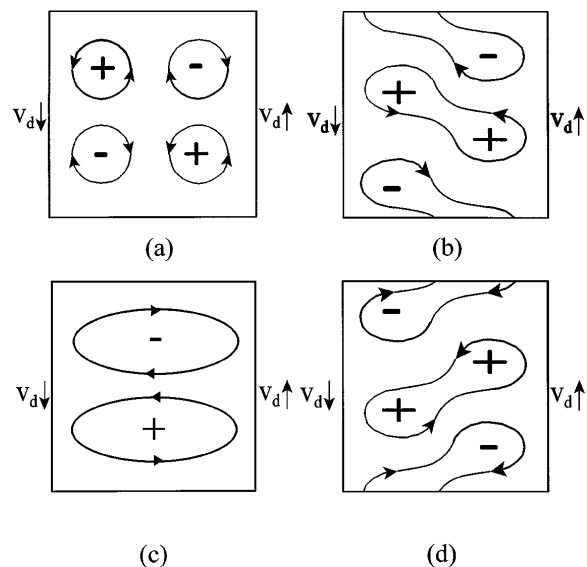 + -
v_d↓ v_d↑
- +
(a)
-
+
v_d↓ v_d↑
+
-
(b)
-
v_d↓ v_d↑
+
(c)
-
+
v_d↓ v_d↑
+
-
(d)